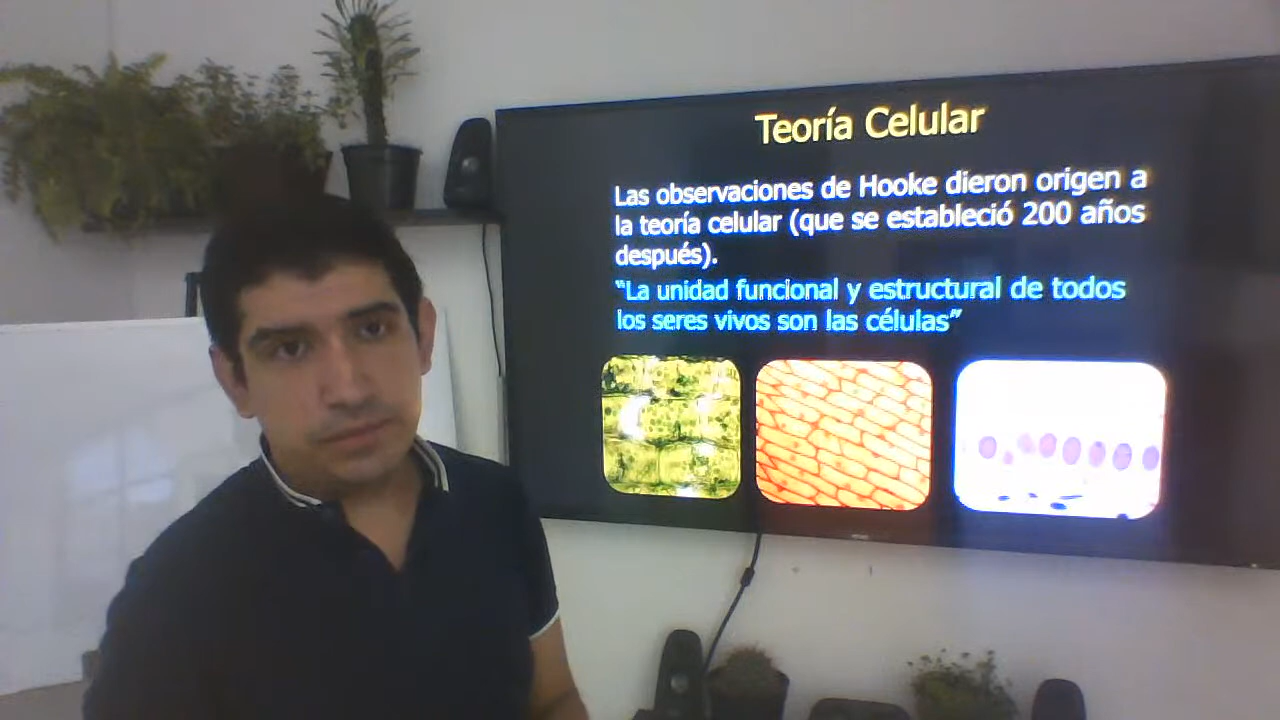 Teoría Celular
Las observaciones de Hooke dieron origen a
la teoría celular (que se estableció 200 años
después).
“La unidad funcional y estructural de todos
los seres vivos son las células”